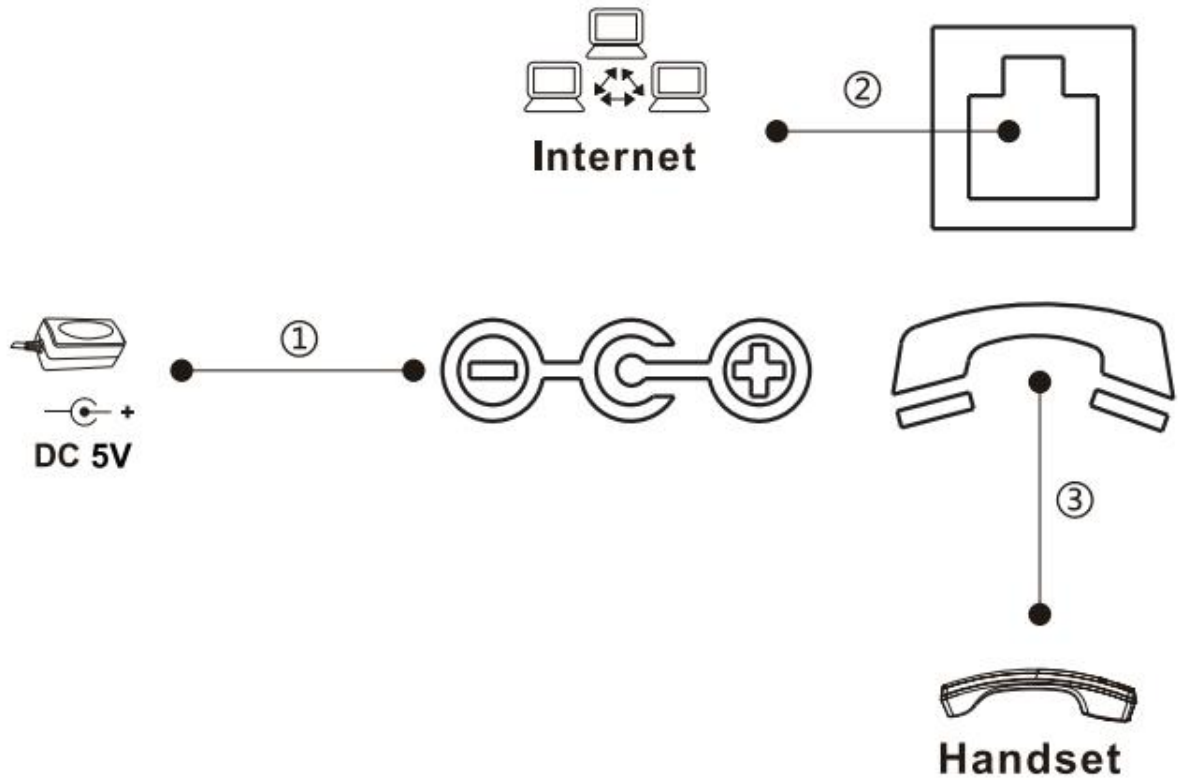 ②
Internet
①
+
DC 5V
③
Handset